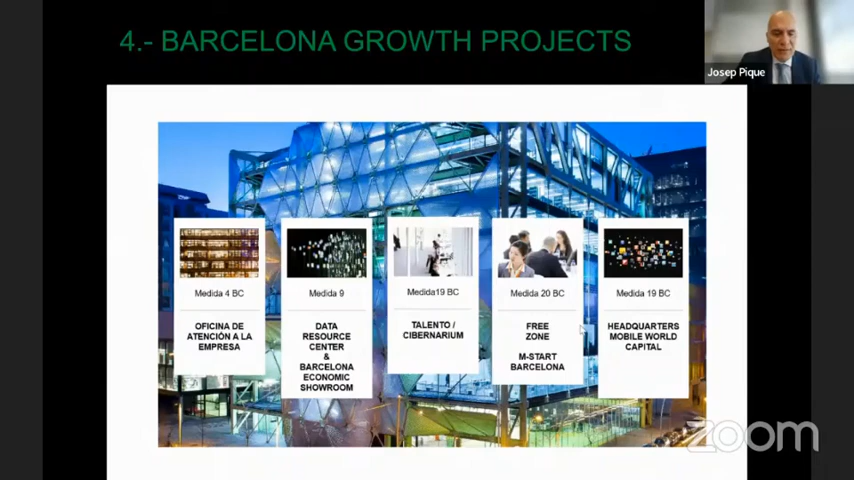 4.- BARCELONA GROWTH PROJECTS
Josep Pique
Medida 4 BC
OFICINA DE
ATENCIÓN A LA
EMPRESA
Medida 9
DATA
RESOURCE
CENTER
&
BARCELONA
ECONOMIC
SHOWROOM
Medida19 BC
TALENTO /
CIBERNARIUM
Medida 20 BC
FREE
ZONE
M-START
BARCELONA
Medida 19 BC
HEADQUARTERS
MOBILE WORLD
CAPITAL
zoom